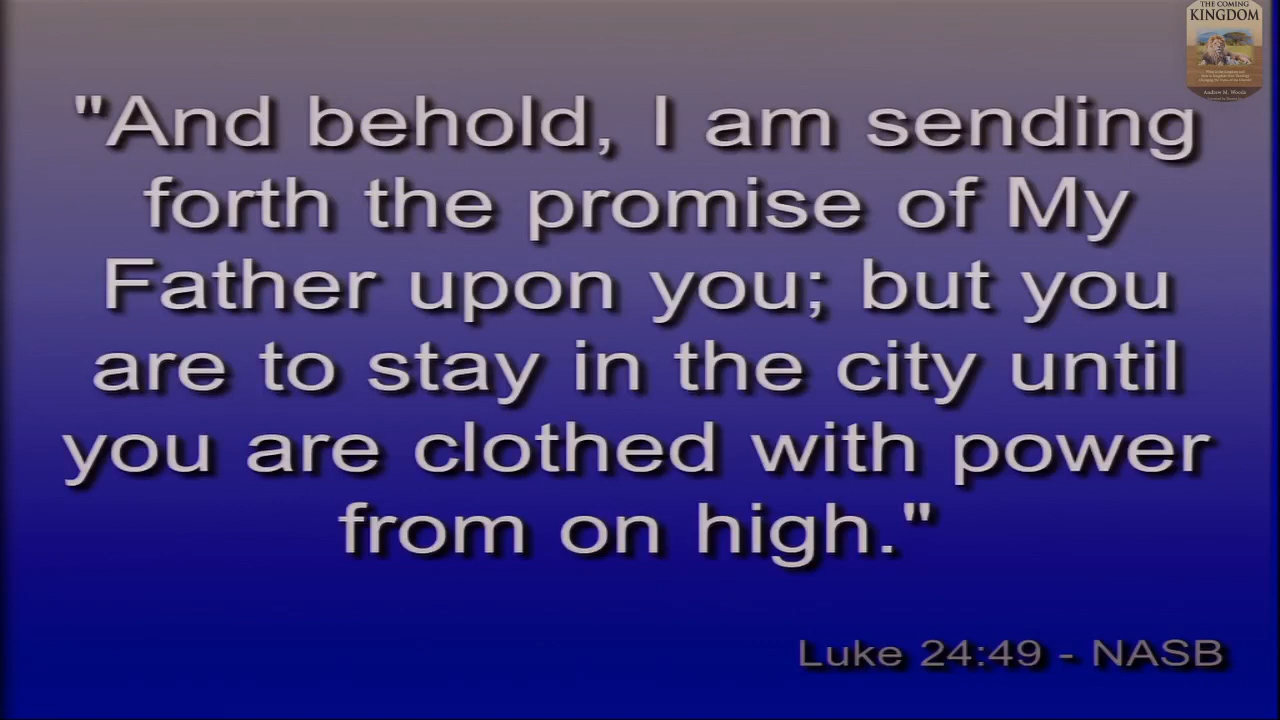 THE COMING
KINGDOM
"And behold, I am sending
forth the promise of My
Father upon you; but you
are to stay in the city until
you are clothed with power
from on high."
Luke 24:49 - NASB
Andrew M. Woods